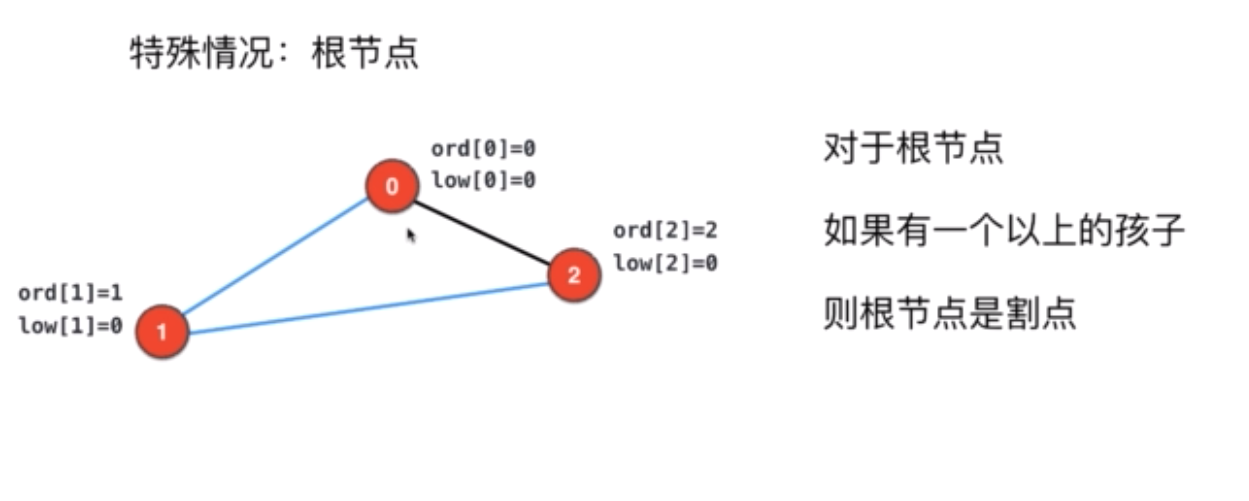 特殊情况：根节点
ord[0]=0
low[0]=0
0
对于根节点
ord[2]=2
low[2]=0
2
如果有一个以上的孩子
ord[1]=1
low[1]=0
1
则根节点是割点